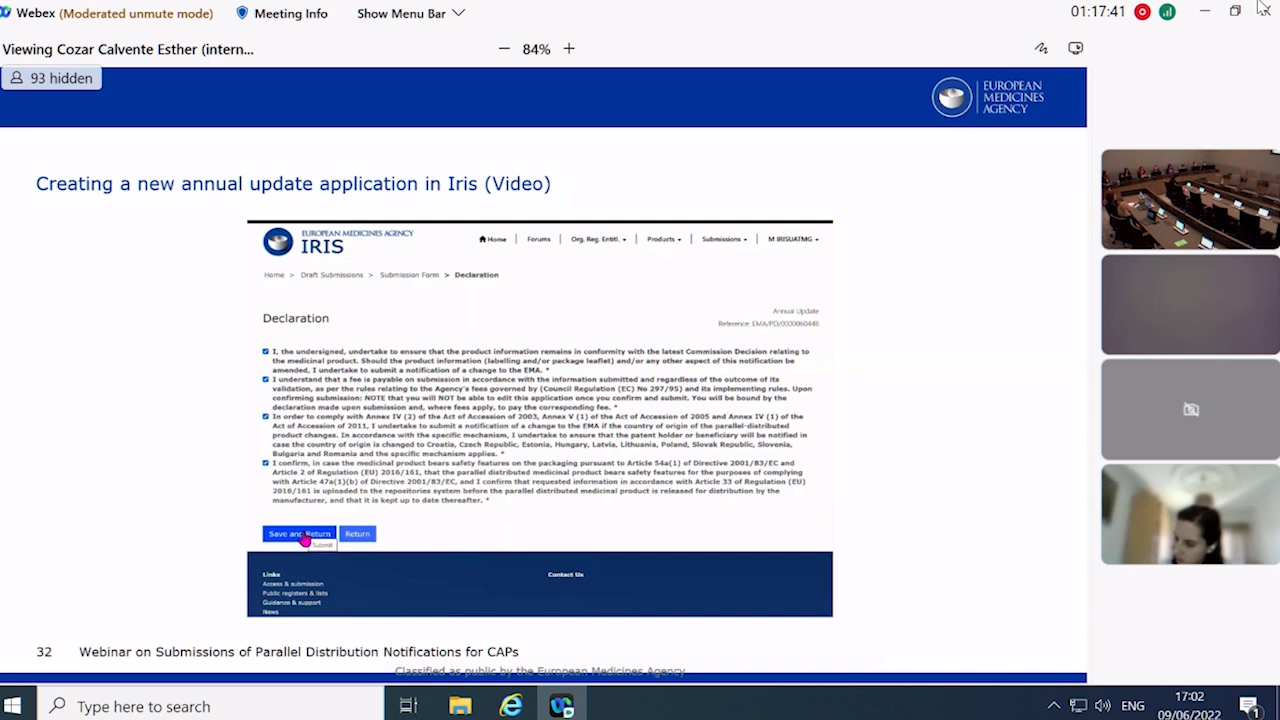 Webex (Moderated unmute mode) Meeting Info Show Menu Bar 01:17:41
Viewing Cozar Calvente Esther (intern... 84%
93 hidden
EUROPEAN
MEDICINES
AGENCY
Creating a new annual update application in Iris (Video)
EUROPEAN MEDICINES AGENCY
IRIS
Home Forums Org. Reg. Entitl. Products Submissions M IRISUATMG
Home > Draft Submissions > Submission Form > Declaration
Annual Update
Declaration
Reference: EMA/PD/0000060448
I, the undersigned, undertake to ensure that the product information remains in conformity with the latest Commission Decision relating to
the medicinal product. Should the product information (labelling and/or package leaflet) and/or any other aspect of this notification be
amended, I undertake to submit a notification of a change to the EMA. *
I understand that a fee is payable on submission in accordance with the information submitted and regardless of the outcome of its
validation, as per the rules relating to the Agency's fees governed by (Council Regulation (EC) No 297/95) and its implementing rules. Upon
confirming submission: NOTE that you will NOT be able to edit this application once you confirm and submit. You will be bound by the
declaration made upon submission and, where fees apply, to pay the corresponding fee. *
In order to comply with Annex IV (2) of the Act of Accession of 2003, Annex V (1) of the Act of Accession of 2005 and Annex IV (1) of the
Act of Accession of 2011, I undertake to submit a notification of a change to the EMA if the country of origin of the parallel-distributed
product changes. In accordance with the specific mechanism, I undertake to ensure that the patent holder or beneficiary will be notified in
case the country of origin is changed to Croatia, Czech Republic, Estonia, Hungary, Latvia, Lithuania, Poland, Slovak Republic, Slovenia,
Bulgaria and Romania and the specific mechanism applies. *
I confirm, in case the medicinal product bears safety features on the packaging pursuant to Article 54a(1) of Directive 2001/83/EC and
Article 2 of Regulation (EU) 2016/161, that the parallel distributed medicinal product bears safety features for the purposes of complying
with Article 47a(1)(b) of Directive 2001/83/EC, and I confirm that requested information in accordance with Article 33 of Regulation (EU)
2016/161 is uploaded to the repositories system before the parallel distributed medicinal product is released for distribution by the
manufacturer, and that it is kept up to date thereafter. *
Save and Return Return
Submit
Links Contact Us
Access & submission
Public registers & lists
Guidance & support
News
32 Webinar on Submissions of Parallel Distribution Notifications for CAPs
Classified as public by the European Medicines Agency
Type here to search ENG 17:02
09/06/2022 1